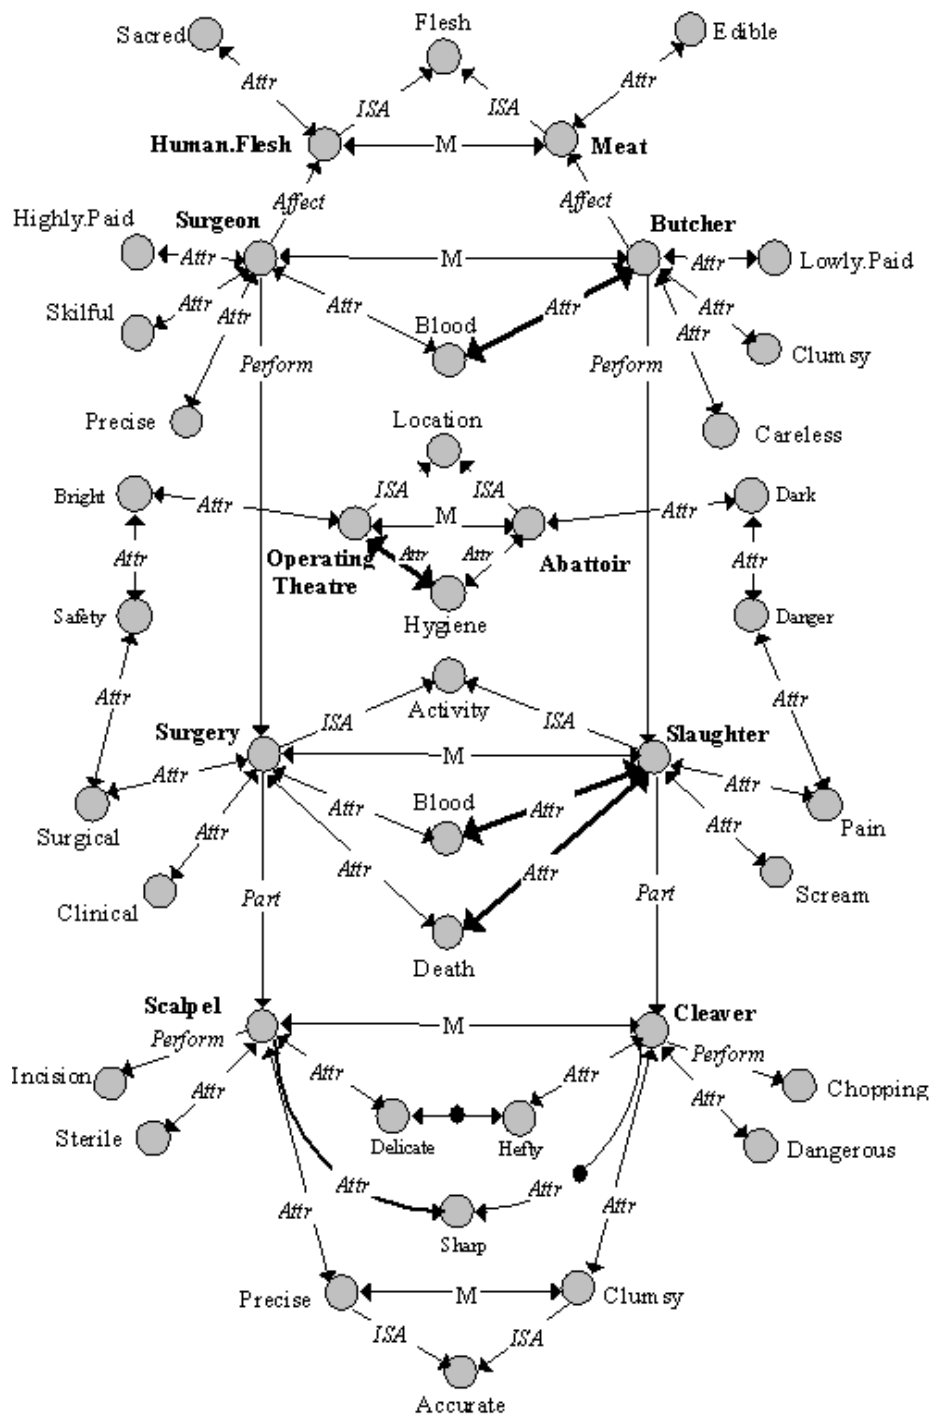 Flesh
Sacred
Edible
Attr
Attr
ISA
ISA
Human.Flesh
M
Meat
Affect
Affect
Highly.Paid
Surgeon
Butcher
Attr
M
Attr
Lowly.Paid
Skilful
Attr
Attr
Attr
Blood
Attr
Attr
Attr
Clumsy
Perform
Perform
Precise
Location
Careless
Bright
Attr
ISA
ISA
M
Attr
Dark
Attr
Operating
Theatre
Attr
Attr
Abattoir
Attr
Safety
Hygiene
Danger
Attr
Activity
Attr
Surgery
ISA
ISA
Slaughter
M
Attr
Attr
Surgical
Attr
Attr
Blood
Attr
Attr
Pain
Attr
Attr
Clinical
Part
Part
Scream
Death
Scalpel
Cleaver
Perform
M
Perform
Incision
Attr
Attr
Attr
Attr
Chopping
Sterile
Delicate
Hefty
Dangerous
Attr
Attr
Attr
Attr
Sharp
Precise
M
Clumsy
ISA
ISA
Accurate